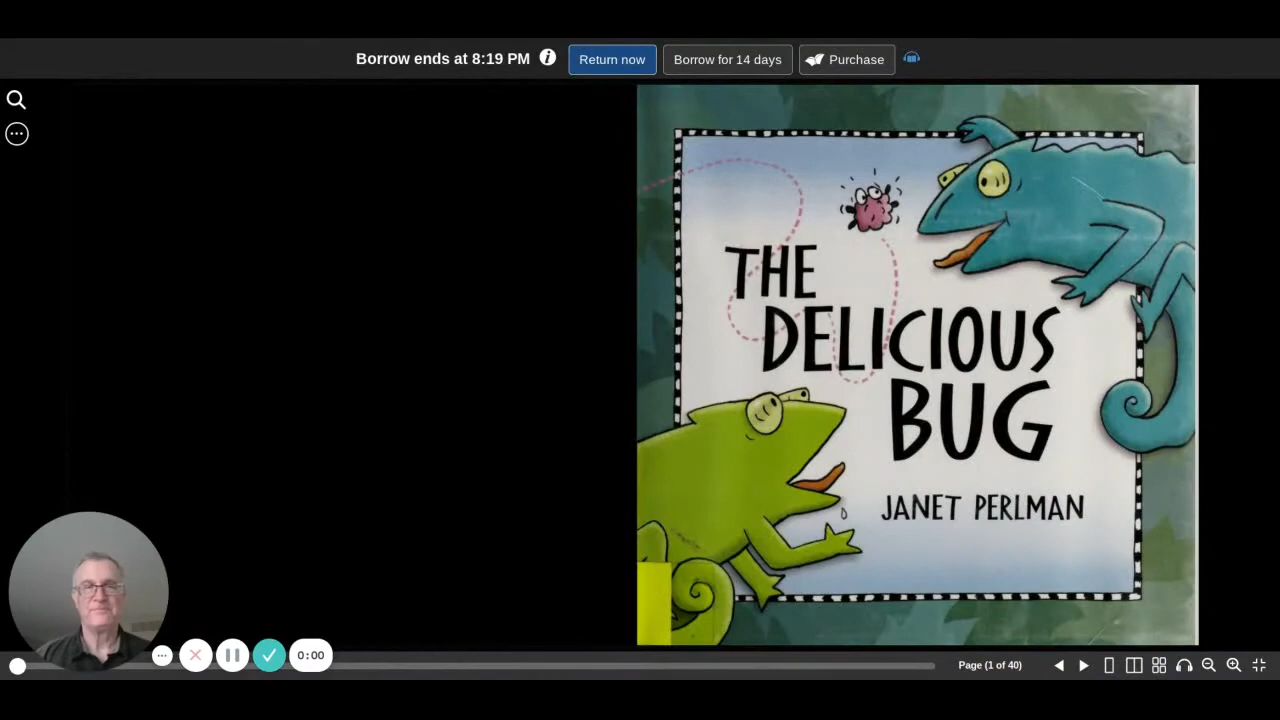 Borrow ends at 8:19 PM
Return now
Borrow for 14 days
Purchase
THE
DELICIOUS
BUG
JANET PERLMAN
0:00
Page (1 of 40)